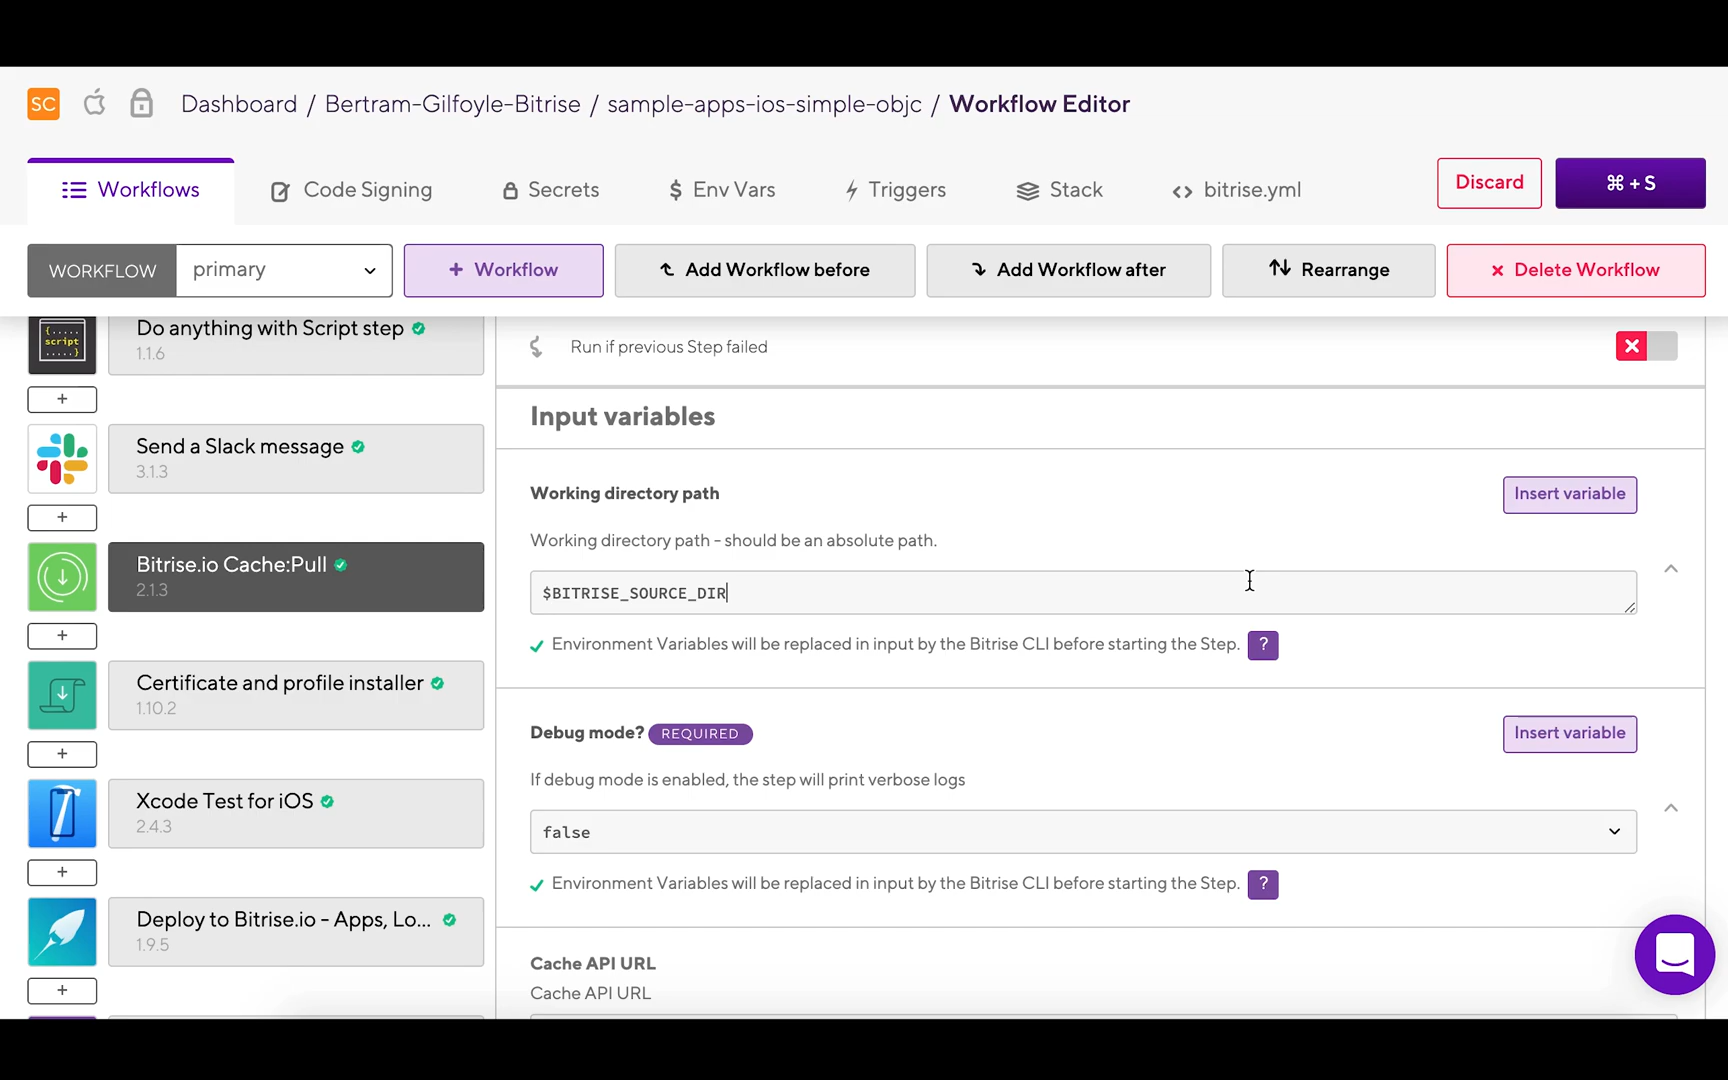 SC Dashboard / Bertram-Gilfoyle-Bitrise / sample-apps-ios-simple-objc / Workflow Editor
Workflows Code Signing Secrets $ Env Vars Triggers Stack <> bitrise.yml Discard ⌘ + S
WORKFLOW primary + Workflow Add Workflow before Add Workflow after Rearrange × Delete Workflow
{..... script .....}
Do anything with Script step
1.1.6
+
Send a Slack message
3.1.3
+
Bitrise.io Cache:Pull
2.1.3
+
Certificate and profile installer
1.10.2
+
Xcode Test for iOS
2.4.3
+
Deploy to Bitrise.io - Apps, Lo...
1.9.5
+
Run if previous Step failed
Input variables
Working directory path Insert variable
Working directory path - should be an absolute path.
$BITRISE_SOURCE_DIR
Environment Variables will be replaced in input by the Bitrise CLI before starting the Step. ?
Debug mode? REQUIRED Insert variable
If debug mode is enabled, the step will print verbose logs
false
Environment Variables will be replaced in input by the Bitrise CLI before starting the Step. ?
Cache API URL
Cache API URL